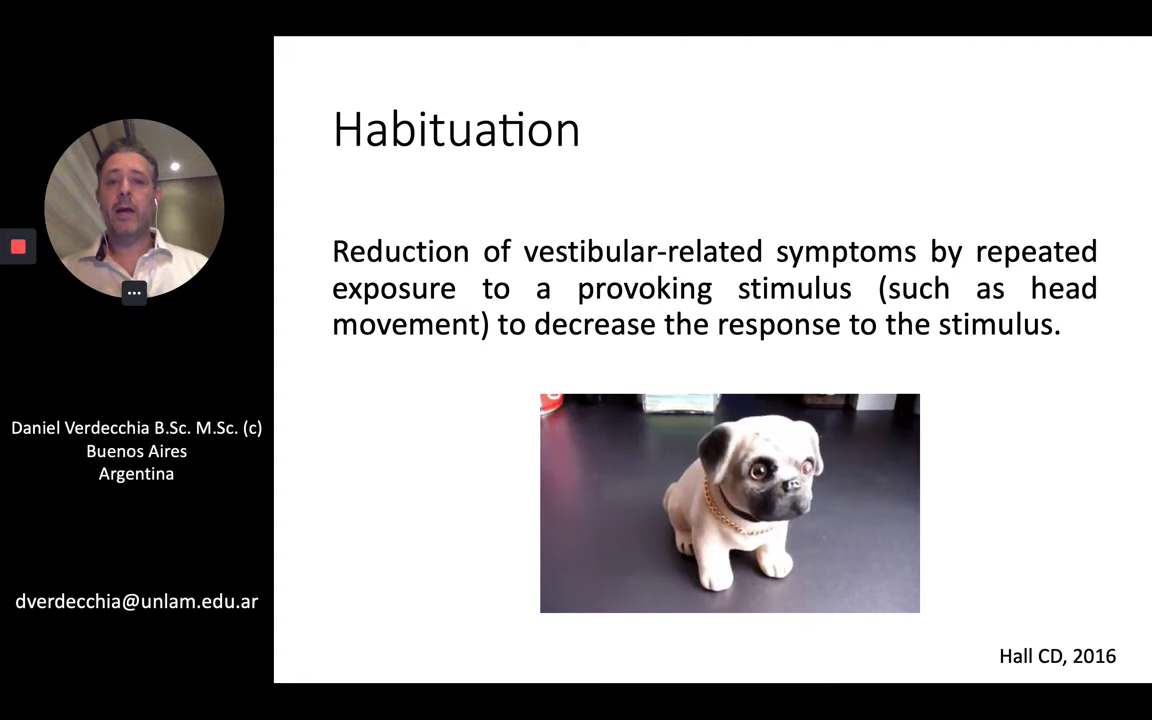 Habituation
Reduction of vestibular-related symptoms by repeated
exposure to a provoking stimulus (such as head
movement) to decrease the response to the stimulus.
Daniel Verdecchia B.Sc. M.Sc. (c)
Buenos Aires
Argentina
dverdecchia@unlam.edu.ar
Hall CD, 2016